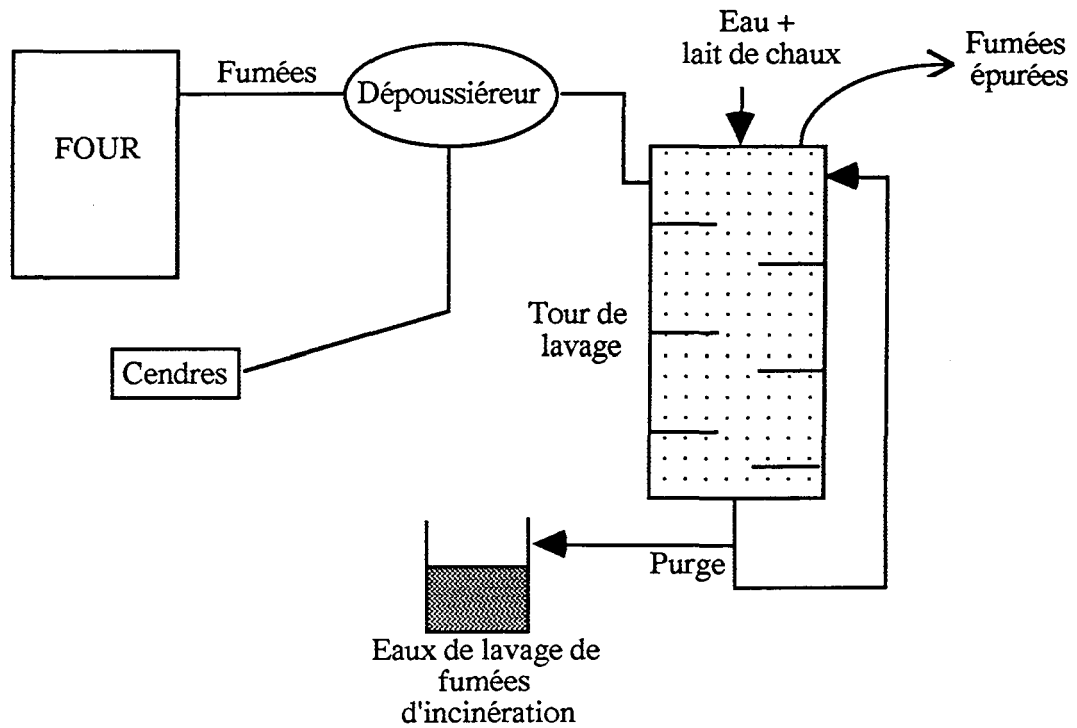 Eau +
lait de chaux
Fumées
épurées
Fumées
Dépoussiéreur
FOUR
Tour de
lavage
Cendres
Purge
Eaux de lavage de
fumées
d'incinération